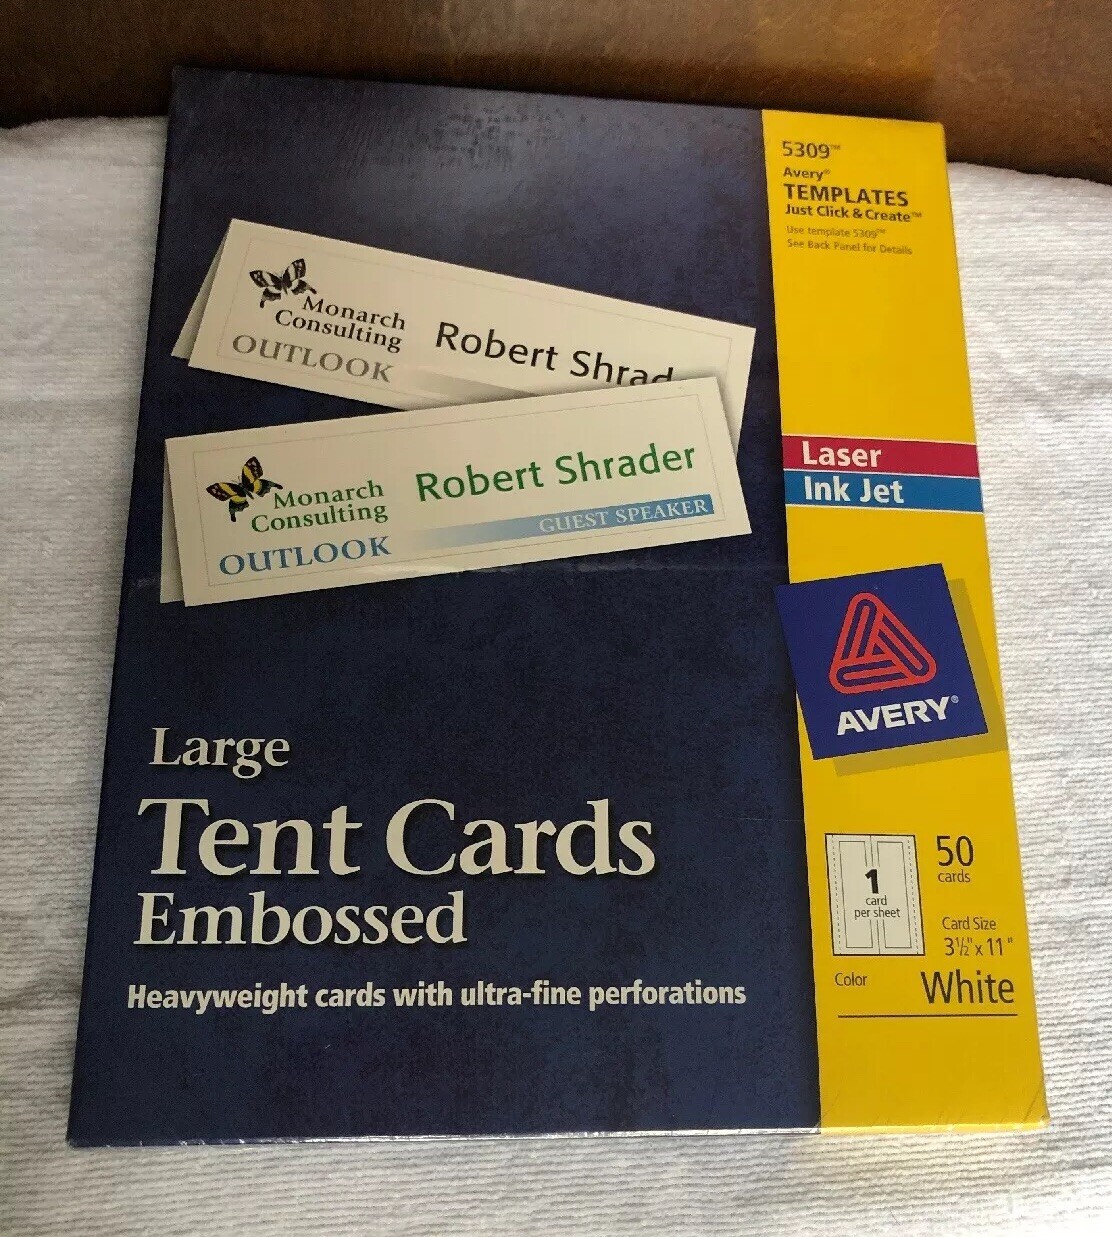 5309™
Avery®
TEMPLATES
Just Click & Create™
Use template 5309™
See Back Panel for Details
Monarch
Consulting
OUTLOOK
Robert Shrad
Monarch
Consulting
OUTLOOK
Robert Shrader
GUEST SPEAKER
Laser
Ink Jet
AVERY®
Large
Tent Cards
Embossed
Heavyweight cards with ultra-fine perforations
1
card
per sheet
50
cards
Card Size
3½" x 11"
Color
White